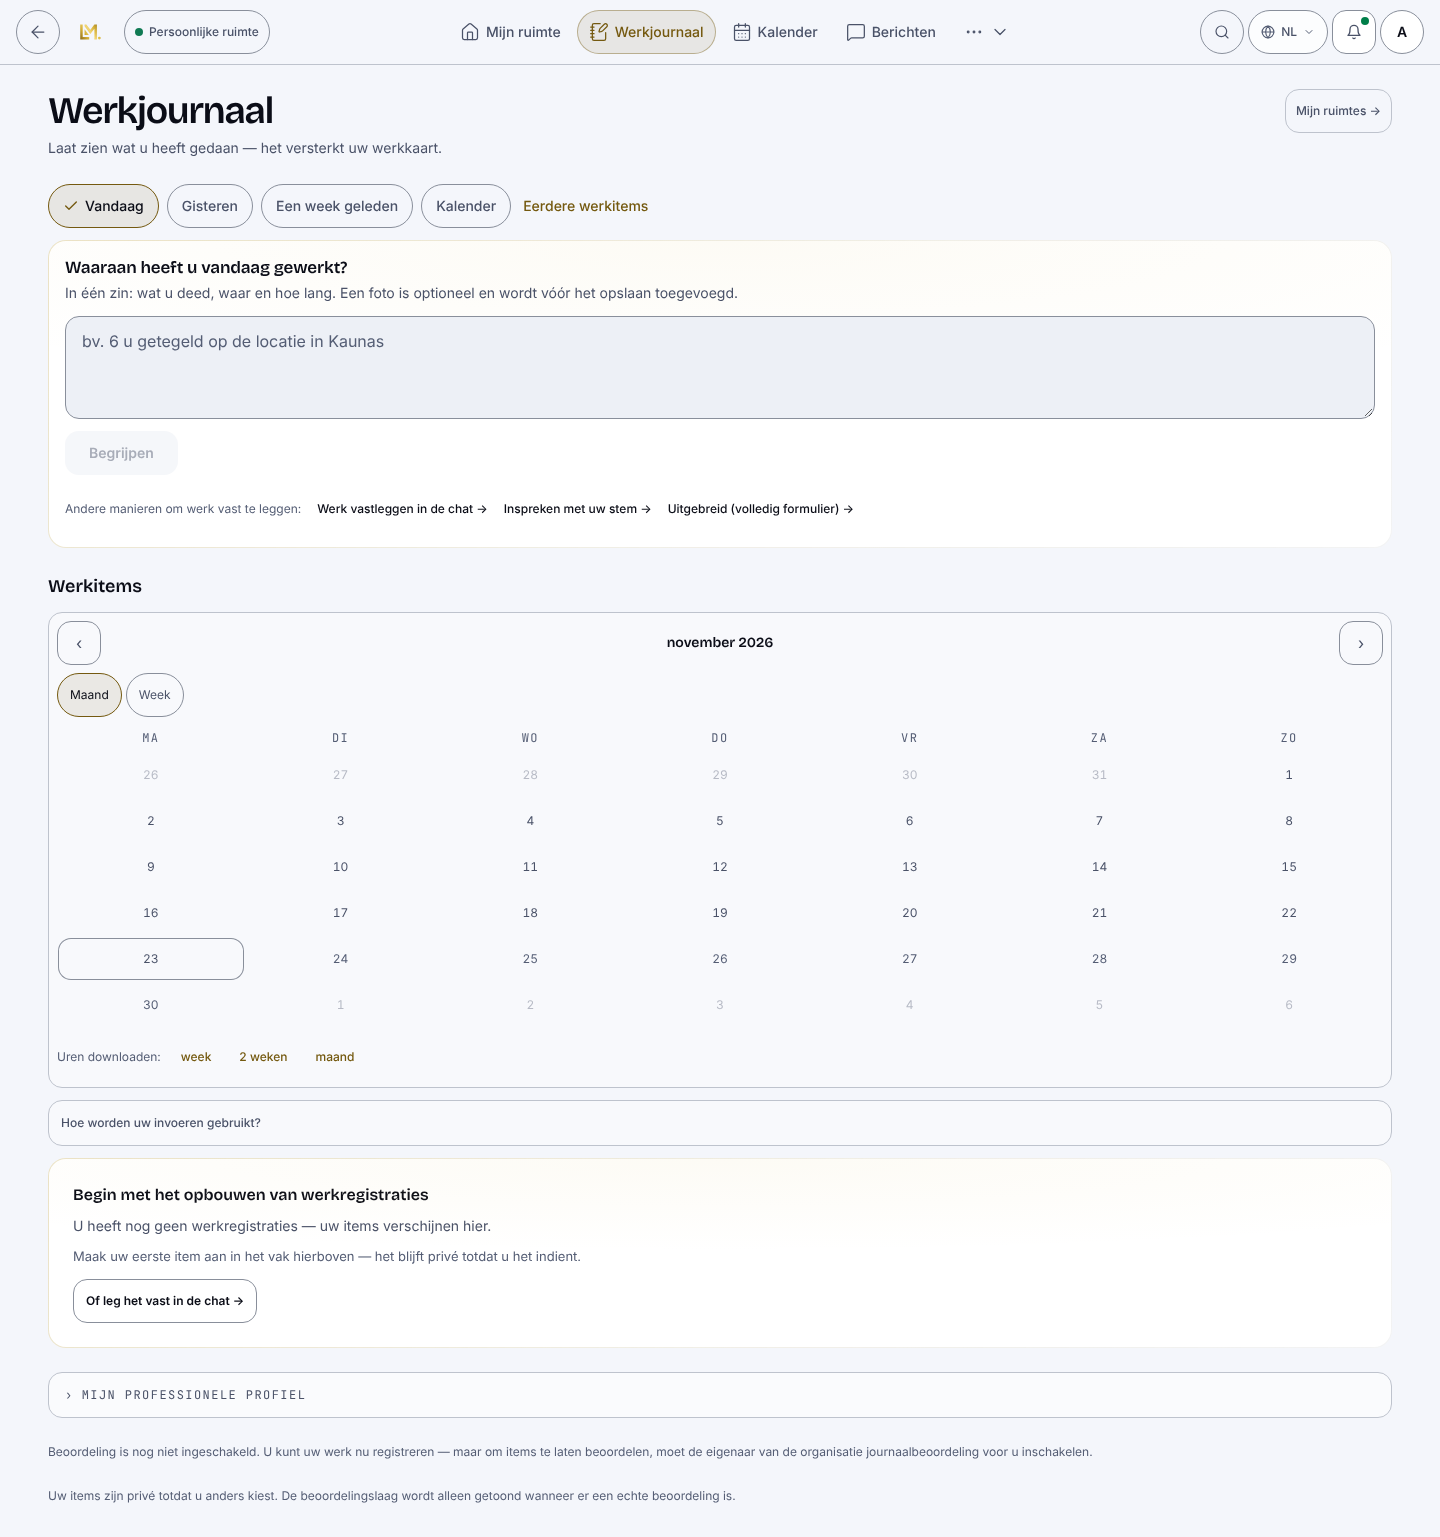 LM.
Persoonlijke ruimte
Mijn ruimte
Werkjournaal
Kalender
Berichten
NL
A
Werkjournaal
Mijn ruimtes →
Laat zien wat u heeft gedaan — het versterkt uw werkkaart.
Vandaag
Gisteren
Een week geleden
Kalender
Eerdere werkitems
Waaraan heeft u vandaag gewerkt?
In één zin: wat u deed, waar en hoe lang. Een foto is optioneel en wordt vóór het opslaan toegevoegd.
bv. 6 u getegeld op de locatie in Kaunas
Begrijpen
Andere manieren om werk vast te leggen: Werk vastleggen in de chat → Inspreken met uw stem → Uitgebreid (volledig formulier) →
Werkitems
‹ november 2026 ›
Maand Week
MA DI WO DO VR ZA ZO
26 27 28 29 30 31 1
2 3 4 5 6 7 8
9 10 11 12 13 14 15
16 17 18 19 20 21 22
23 24 25 26 27 28 29
30 1 2 3 4 5 6
Uren downloaden: week 2 weken maand
Hoe worden uw invoeren gebruikt?
Begin met het opbouwen van werkregistraties
U heeft nog geen werkregistraties — uw items verschijnen hier.
Maak uw eerste item aan in het vak hierboven — het blijft privé totdat u het indient.
Of leg het vast in de chat →
› MIJN PROFESSIONELE PROFIEL
Beoordeling is nog niet ingeschakeld. U kunt uw werk nu registreren — maar om items te laten beoordelen, moet de eigenaar van de organisatie journaalbeoordeling voor u inschakelen.
Uw items zijn privé totdat u anders kiest. De beoordelingslaag wordt alleen getoond wanneer er een echte beoordeling is.